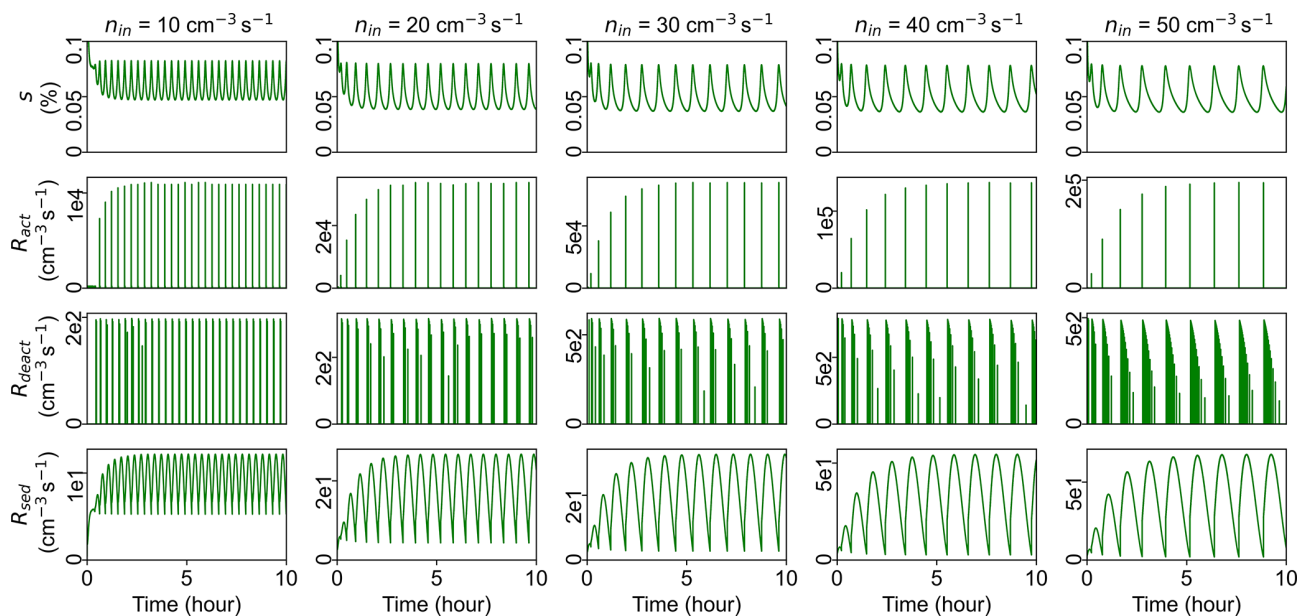 n_in = 10 cm⁻³ s⁻¹ n_in = 20 cm⁻³ s⁻¹ n_in = 30 cm⁻³ s⁻¹ n_in = 40 cm⁻³ s⁻¹ n_in = 50 cm⁻³ s⁻¹
s
(%)
0.1 0.1 0.1 0.1 0.1
0.05 0.05 0.05 0.05 0.05
0 0 0 0 0
R_act
(cm⁻³ s⁻¹)
1e4 2e4 5e4 1e5 2e5
0 0 0 0 0
R_deact
(cm⁻³ s⁻¹)
2e2 2e2 5e2 5e2 5e2
0 0 0 0 0
R_sed
(cm⁻³ s⁻¹)
1e1 2e1 2e1 5e1 5e1
0 0 0 0 0
0 5 10 0 5 10 0 5 10 0 5 10 0 5 10
Time (hour) Time (hour) Time (hour) Time (hour) Time (hour)